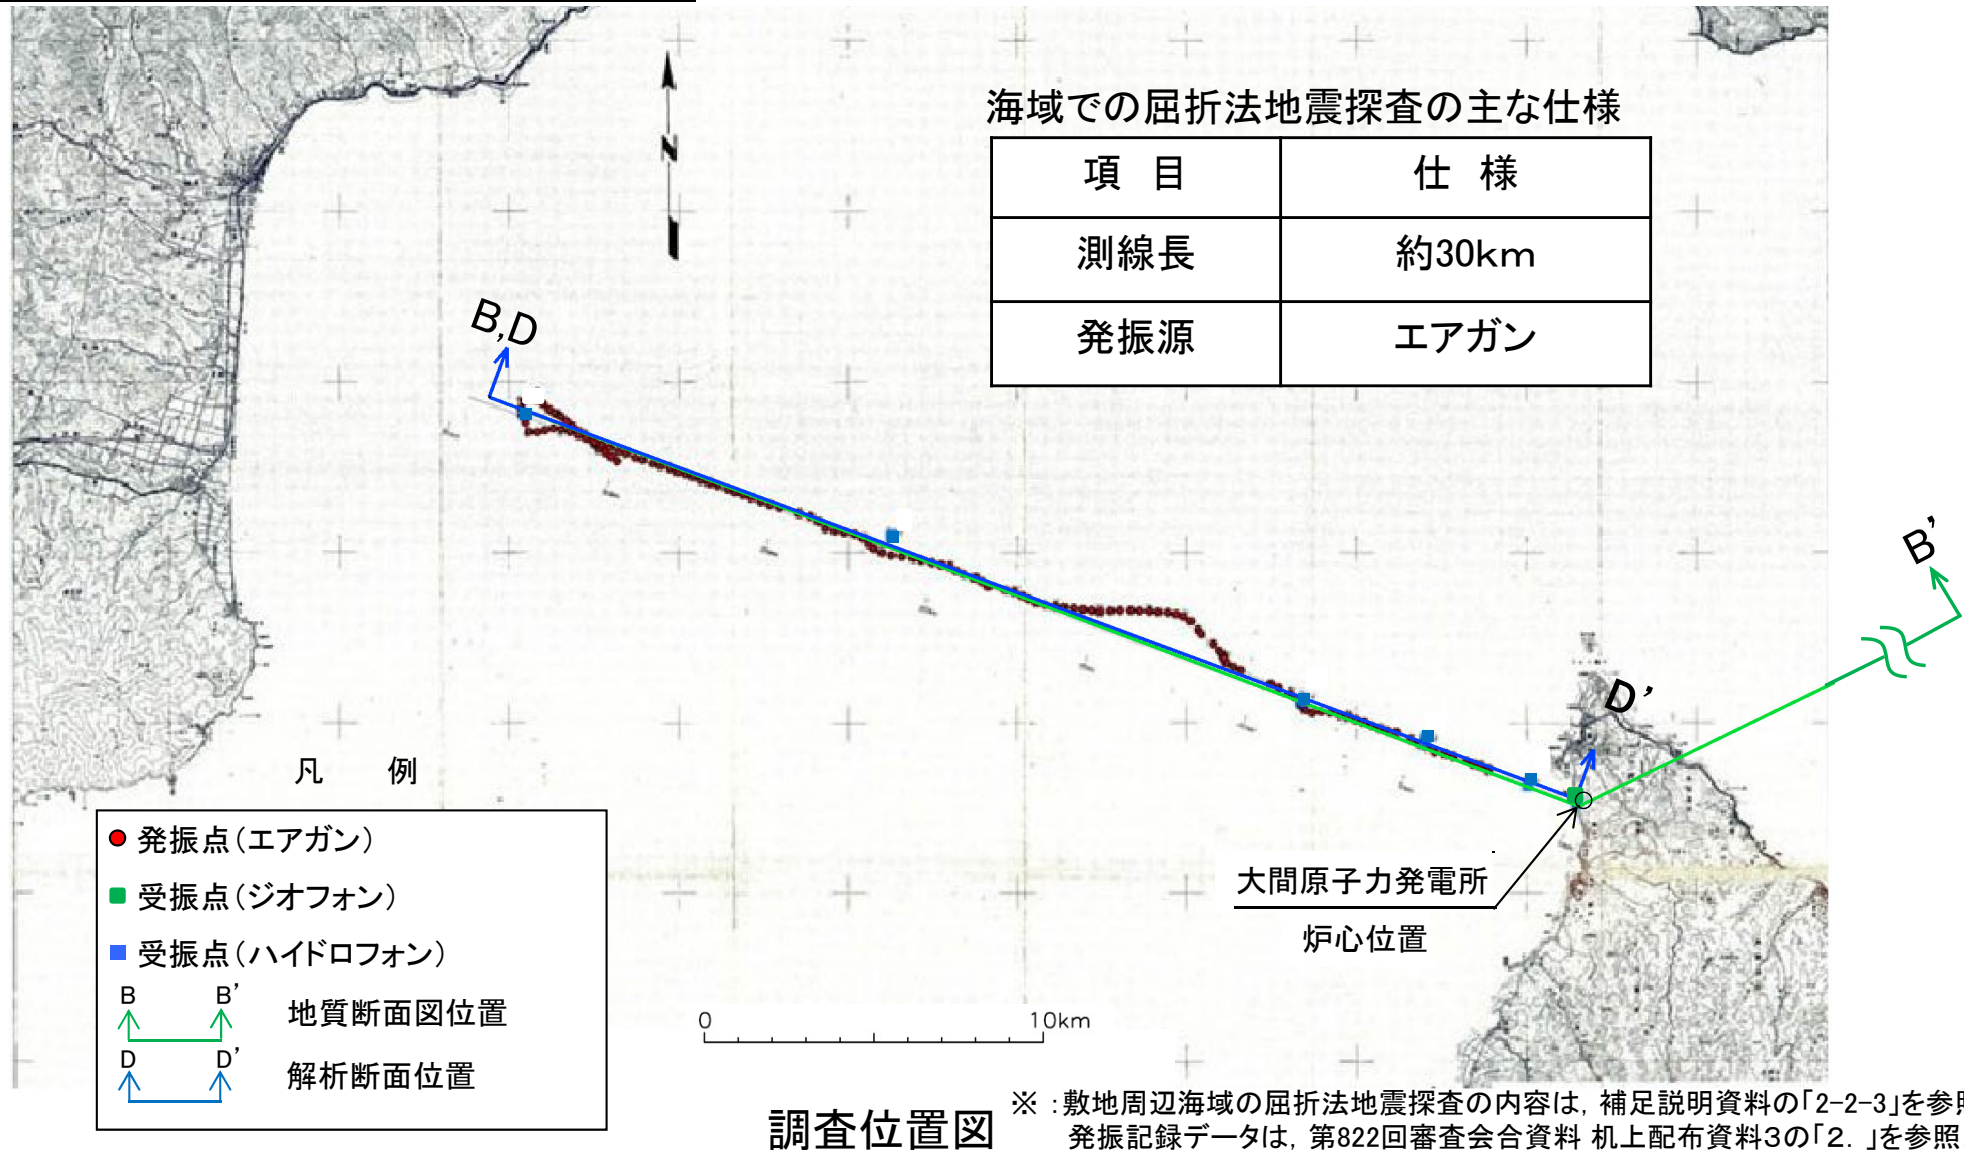 海域での屈折法地震探査の主な仕様
項 目 仕 様
測線長 約30km
発振源 エアガン
N
B,D
B’
D’
大間原子力発電所
炉心位置
凡 例
発振点(エアガン)
受振点(ジオフォン)
受振点(ハイドロフォン)
B B’ 地質断面図位置
D D’ 解析断面位置
0 10km
調査位置図
※ :敷地周辺海域の屈折法地震探査の内容は, 補足説明資料の「2-2-3」を参照
発振記録データは, 第822回審査会合資料 机上配布資料3の「2. 」を参照